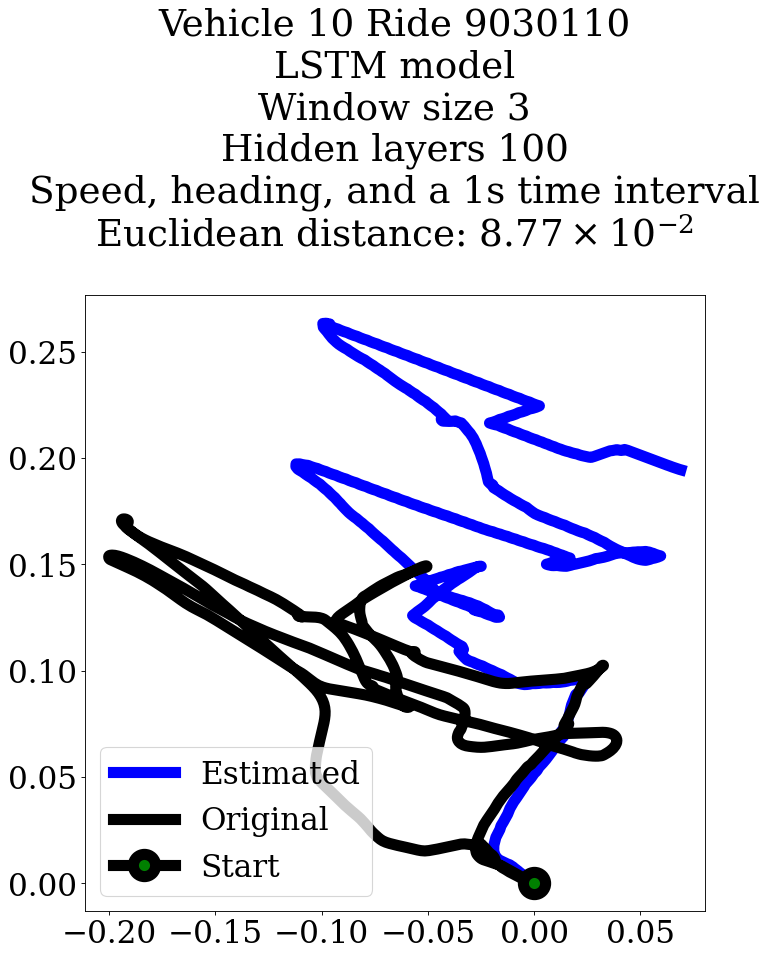 Vehicle 10 Ride 9030110
LSTM model
Window size 3
Hidden layers 100
Speed, heading, and a 1s time interval
Euclidean distance: 8.77 × 10⁻²
0.25
0.20
0.15
0.10
0.05
0.00
Estimated
Original
Start
−0.20 −0.15 −0.10 −0.05 0.00 0.05